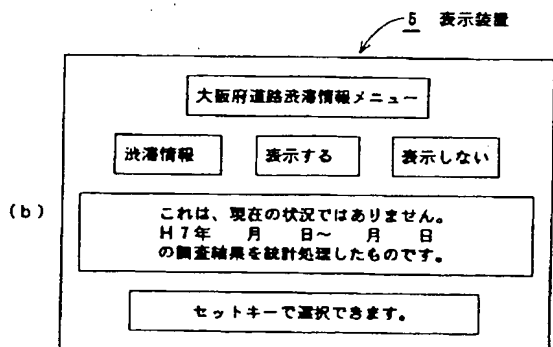 5 表示装置
大阪府道路渋滞情報メニュー
渋滞情報 表示する 表示しない
(b)
これは、現在の状況ではありません。
H7年 月 日~ 月 日
の調査結果を統計処理したものです。
セットキーで選択できます。